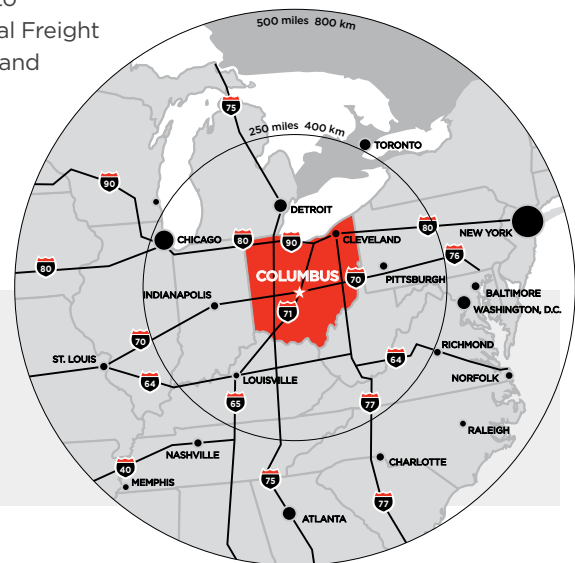 to
al Freight
and
500 miles 800 km
75
250 miles 400 km
TORONTO
90
DETROIT
CHICAGO
80
90
CLEVELAND
80
NEW YORK
80
COLUMBUS
70
76
PITTSBURGH
INDIANAPOLIS
BALTIMORE
71
WASHINGTON, D.C.
70
RICHMOND
ST. LOUIS
64
64
LOUISVILLE
NORFOLK
65
77
RALEIGH
NASHVILLE
40
CHARLOTTE
MEMPHIS
75
77
ATLANTA